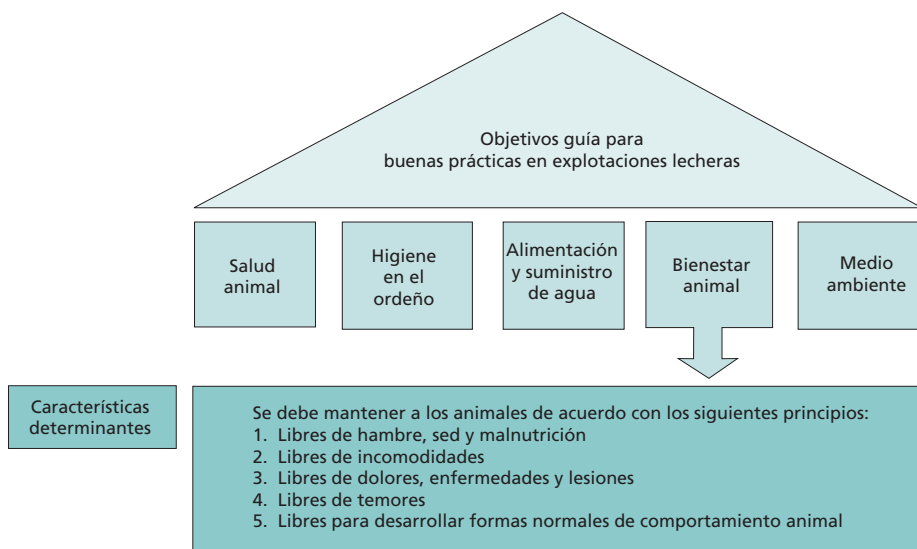 Objetivos guía para
buenas prácticas en explotaciones lecheras
Salud
animal
Higiene
en el
ordeño
Alimentación
y suministro
de agua
Bienestar
animal
Medio
ambiente
Características
determinantes
Se debe mantener a los animales de acuerdo con los siguientes principios:
1. Libres de hambre, sed y malnutrición
2. Libres de incomodidades
3. Libres de dolores, enfermedades y lesiones
4. Libres de temores
5. Libres para desarrollar formas normales de comportamiento animal